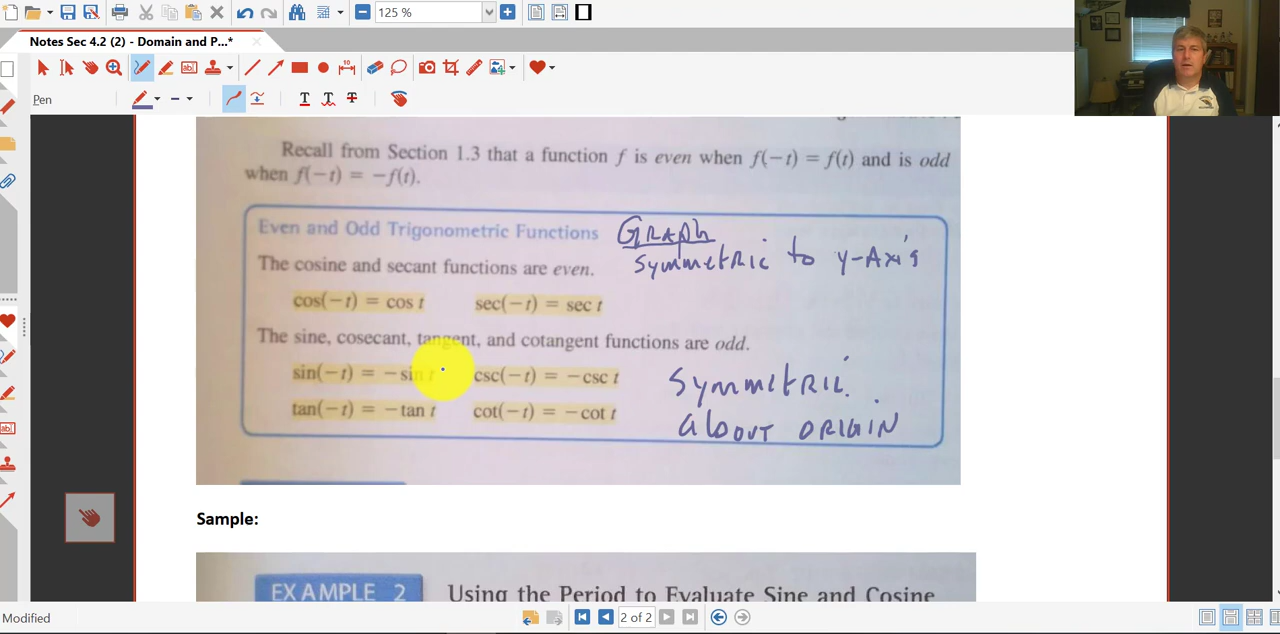 125 %
Notes Sec 4.2 (2) - Domain and P...*
Pen
Recall from Section 1.3 that a function f is even when f(−t) = f(t) and is odd
when f(−t) = −f(t).
Even and Odd Trigonometric Functions
GRAPh
The cosine and secant functions are even.
Symmetric to y-Axis
cos(−t) = cos t sec(−t) = sec t
The sine, cosecant, tangent, and cotangent functions are odd.
sin(−t) = −sin t csc(−t) = −csc t
Symmetric
tan(−t) = −tan t cot(−t) = −cot t
about ORIGIN
Sample:
EXAMPLE 2 Using the Period to Evaluate Sine and Cosine
Modified
2 of 2